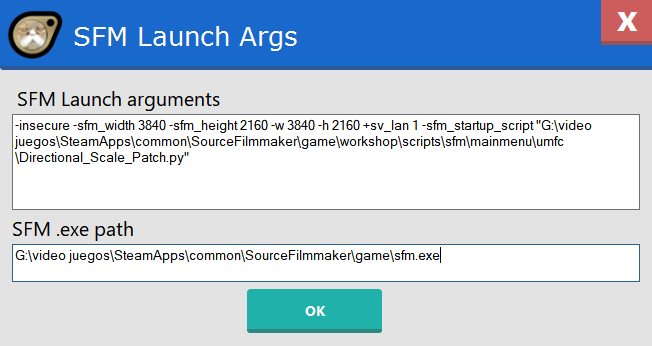 SFM Launch Args
X
SFM Launch arguments
-insecure -sfm_width 3840 -sfm_height 2160 -w 3840 -h 2160 +sv_lan 1 -sfm_startup_script "G:\video
juegos\SteamApps\common\SourceFilmmaker\game\workshop\scripts\sfm\mainmenu\umfc
\Directional_Scale_Patch.py"
SFM .exe path
G:\video juegos\SteamApps\common\SourceFilmmaker\game\sfm.exe
OK